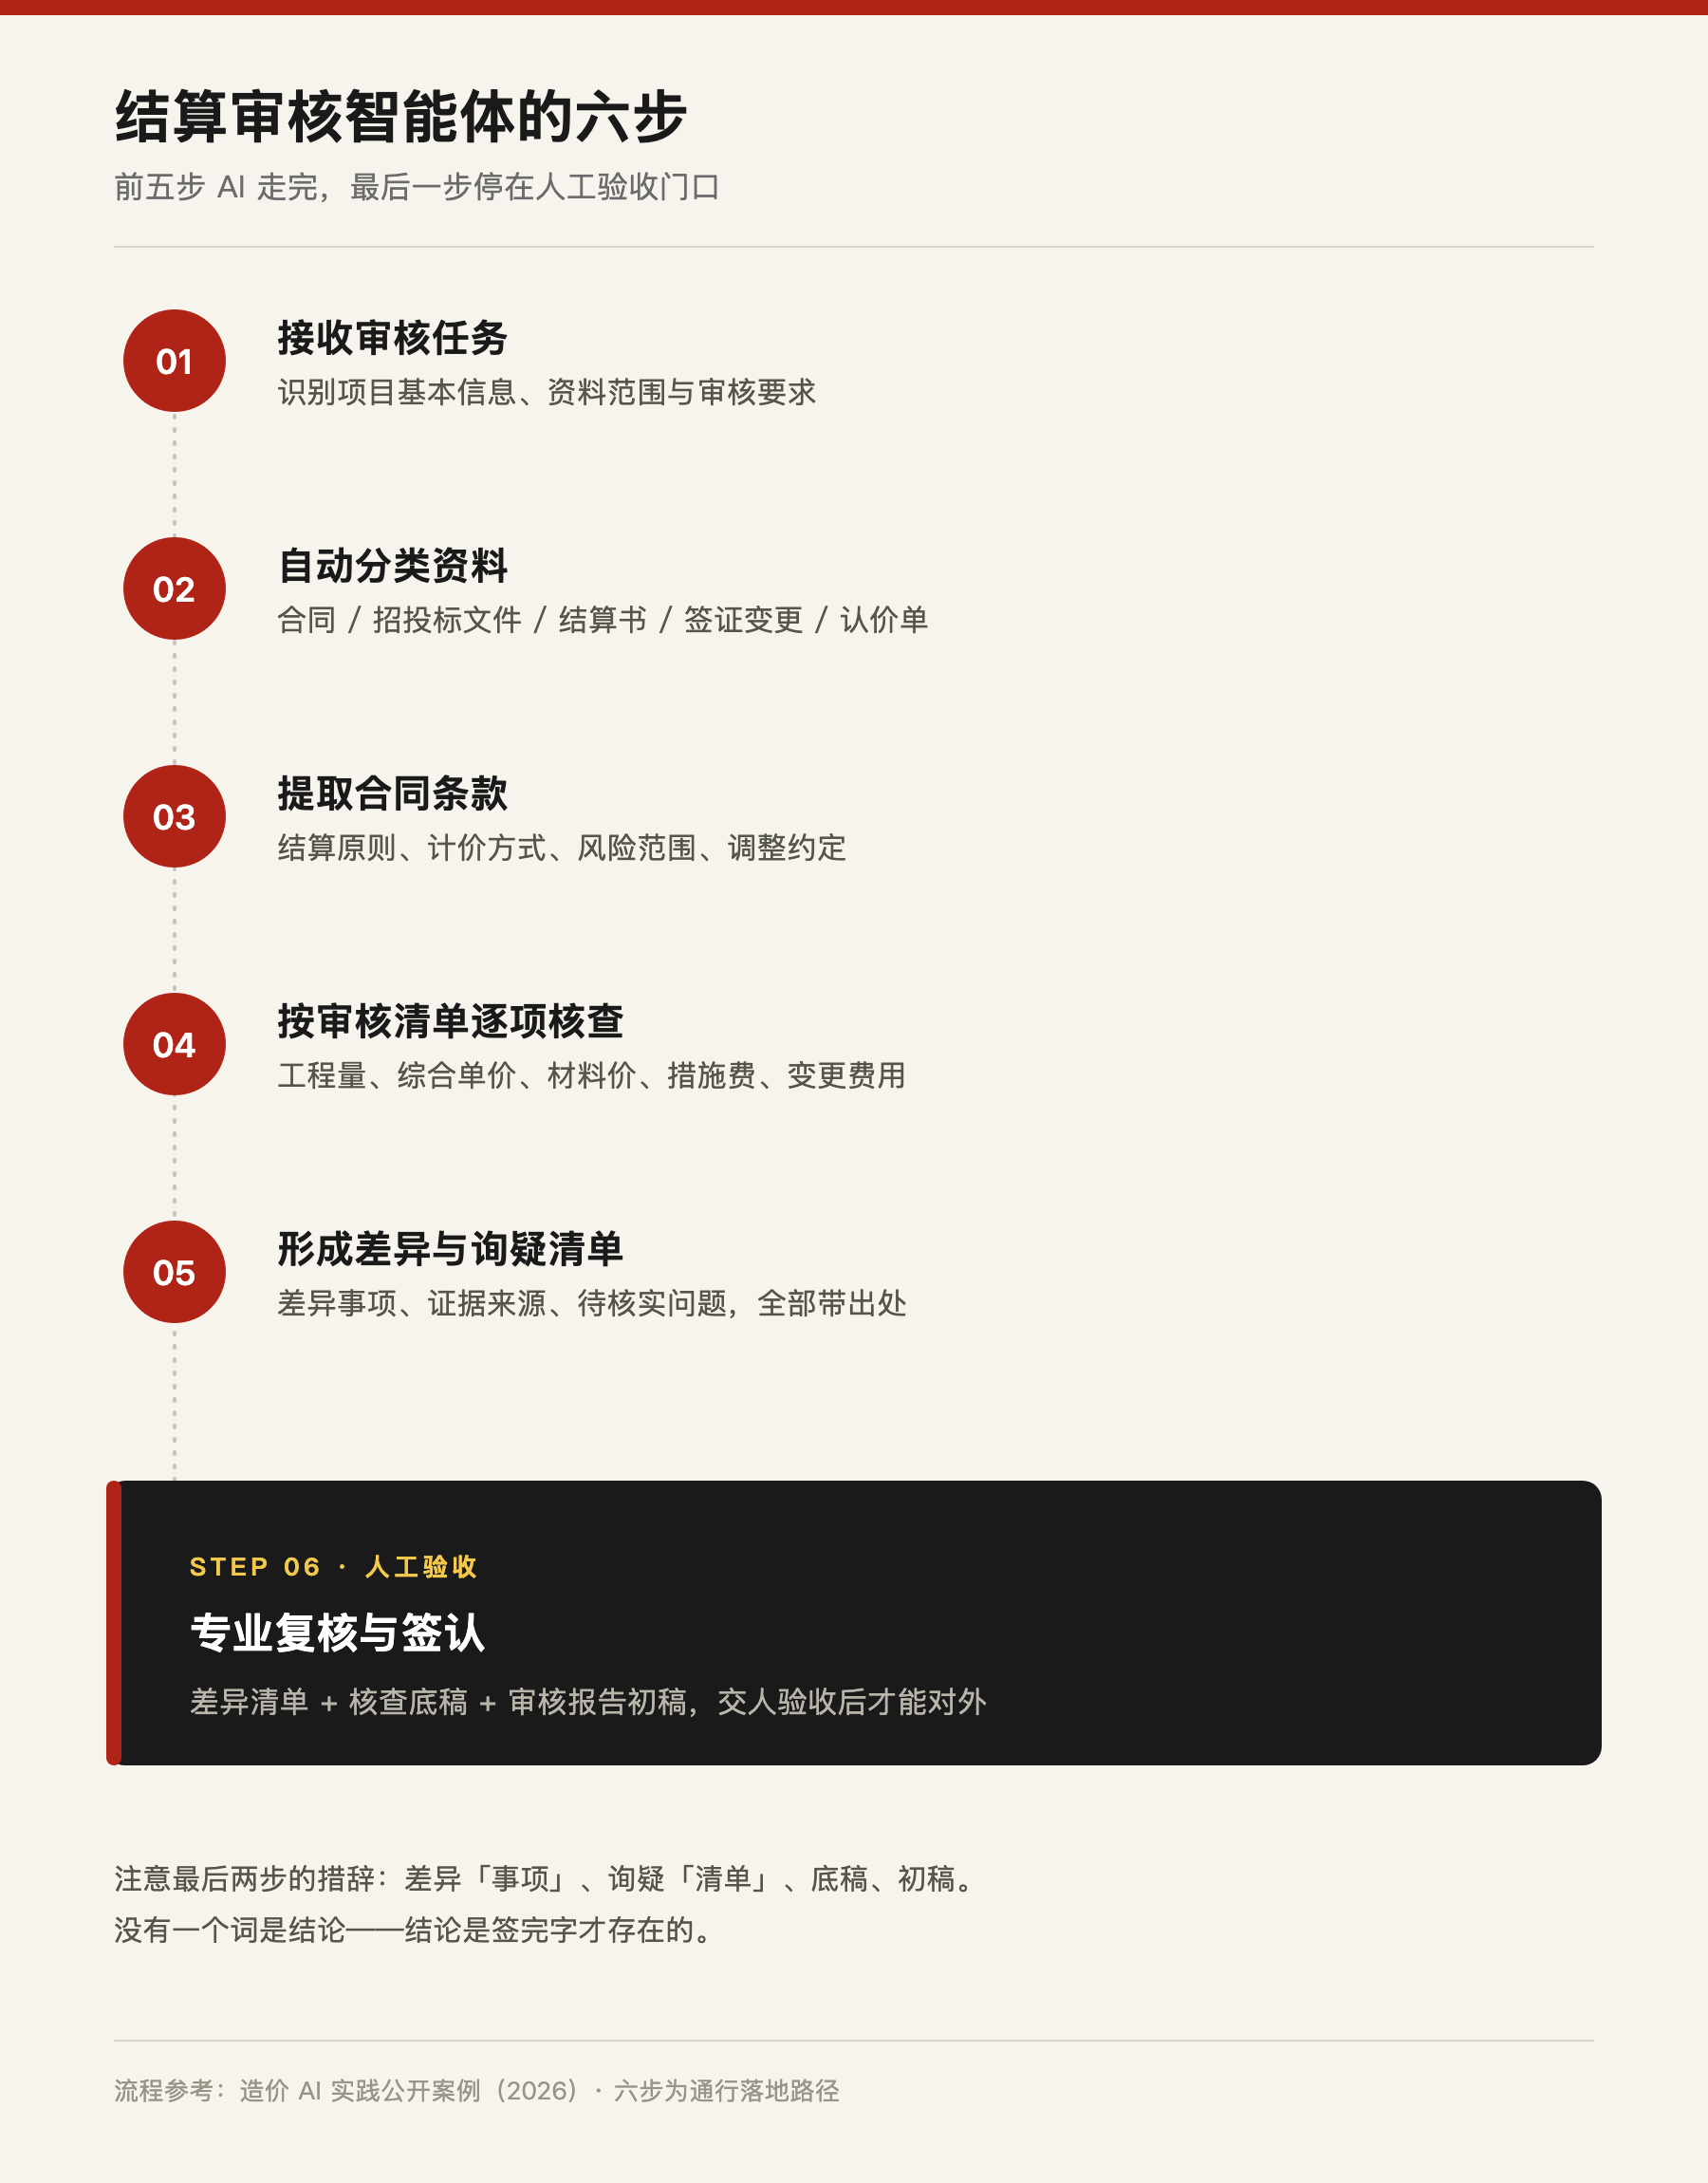 结算审核智能体的六步
前五步 AI 走完，最后一步停在人工验收门口
01
接收审核任务
识别项目基本信息、资料范围与审核要求
02
自动分类资料
合同 / 招投标文件 / 结算书 / 签证变更 / 认价单
03
提取合同条款
结算原则、计价方式、风险范围、调整约定
04
按审核清单逐项核查
工程量、综合单价、材料价、措施费、变更费用
05
形成差异与询疑清单
差异事项、证据来源、待核实问题，全部带出处
STEP 06 · 人工验收
专业复核与签认
差异清单 + 核查底稿 + 审核报告初稿，交人验收后才能对外
注意最后两步的措辞：差异「事项」、询疑「清单」、底稿、初稿。
没有一个词是结论——结论是签完字才存在的。
流程参考：造价 AI 实践公开案例（2026）· 六步为通行落地路径